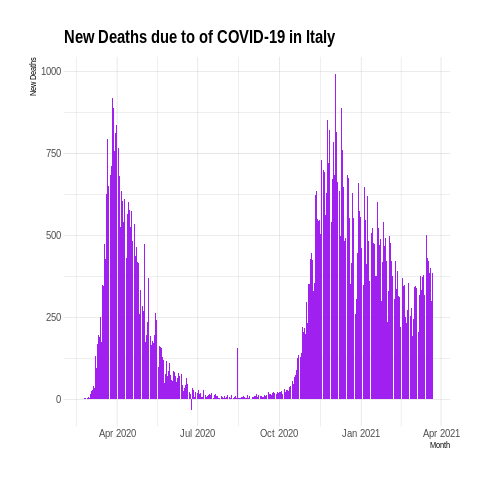 New Deaths due to of COVID-19 in Italy
New Deaths
1000
750
500
250
0
Apr 2020
Jul 2020
Oct 2020
Jan 2021
Apr 2021
Month